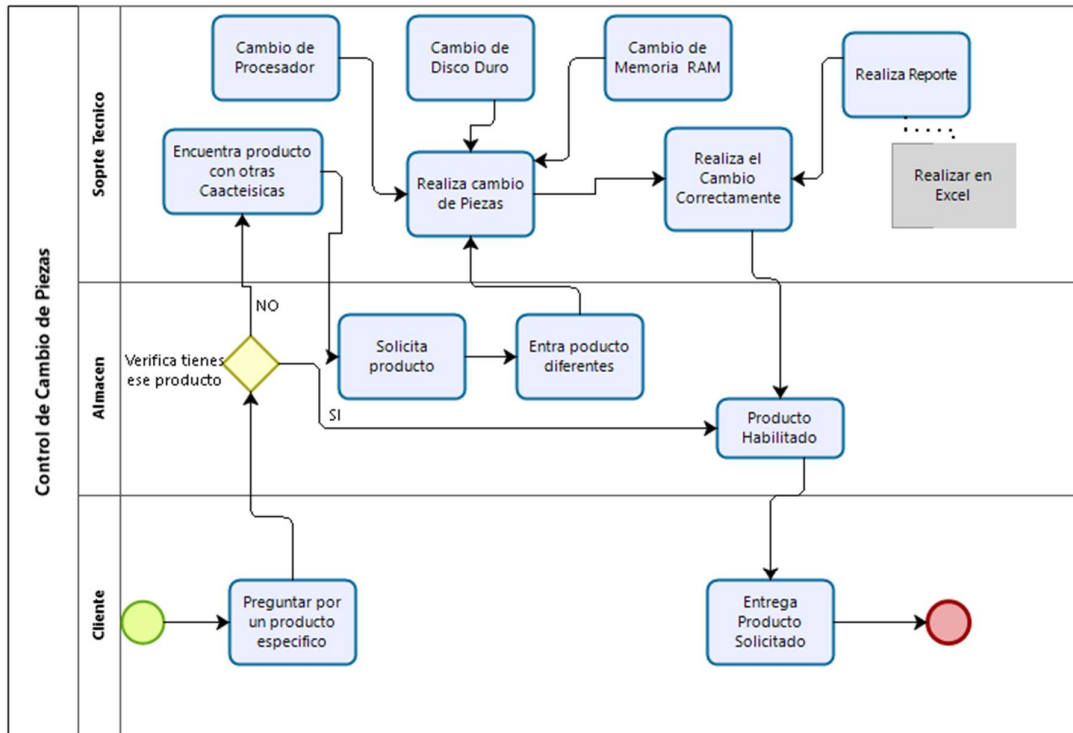 Control de Cambio de Piezas
Soprte Tecnico
Cambio de
Procesador
Cambio de
Disco Duro
Cambio de
Memoria RAM
Realiza Reporte
Encuentra producto
con otras
Caacteisicas
Realiza cambio
de Piezas
Realiza el
Cambio
Correctamente
Realizar en
Excel
Almacen
NO
Verifica tienes
ese producto
SI
Solicita
producto
Entra poducto
diferentes
Producto
Habilitado
Cliente
Preguntar por
un producto
especifico
Entrega
Producto
Solicitado